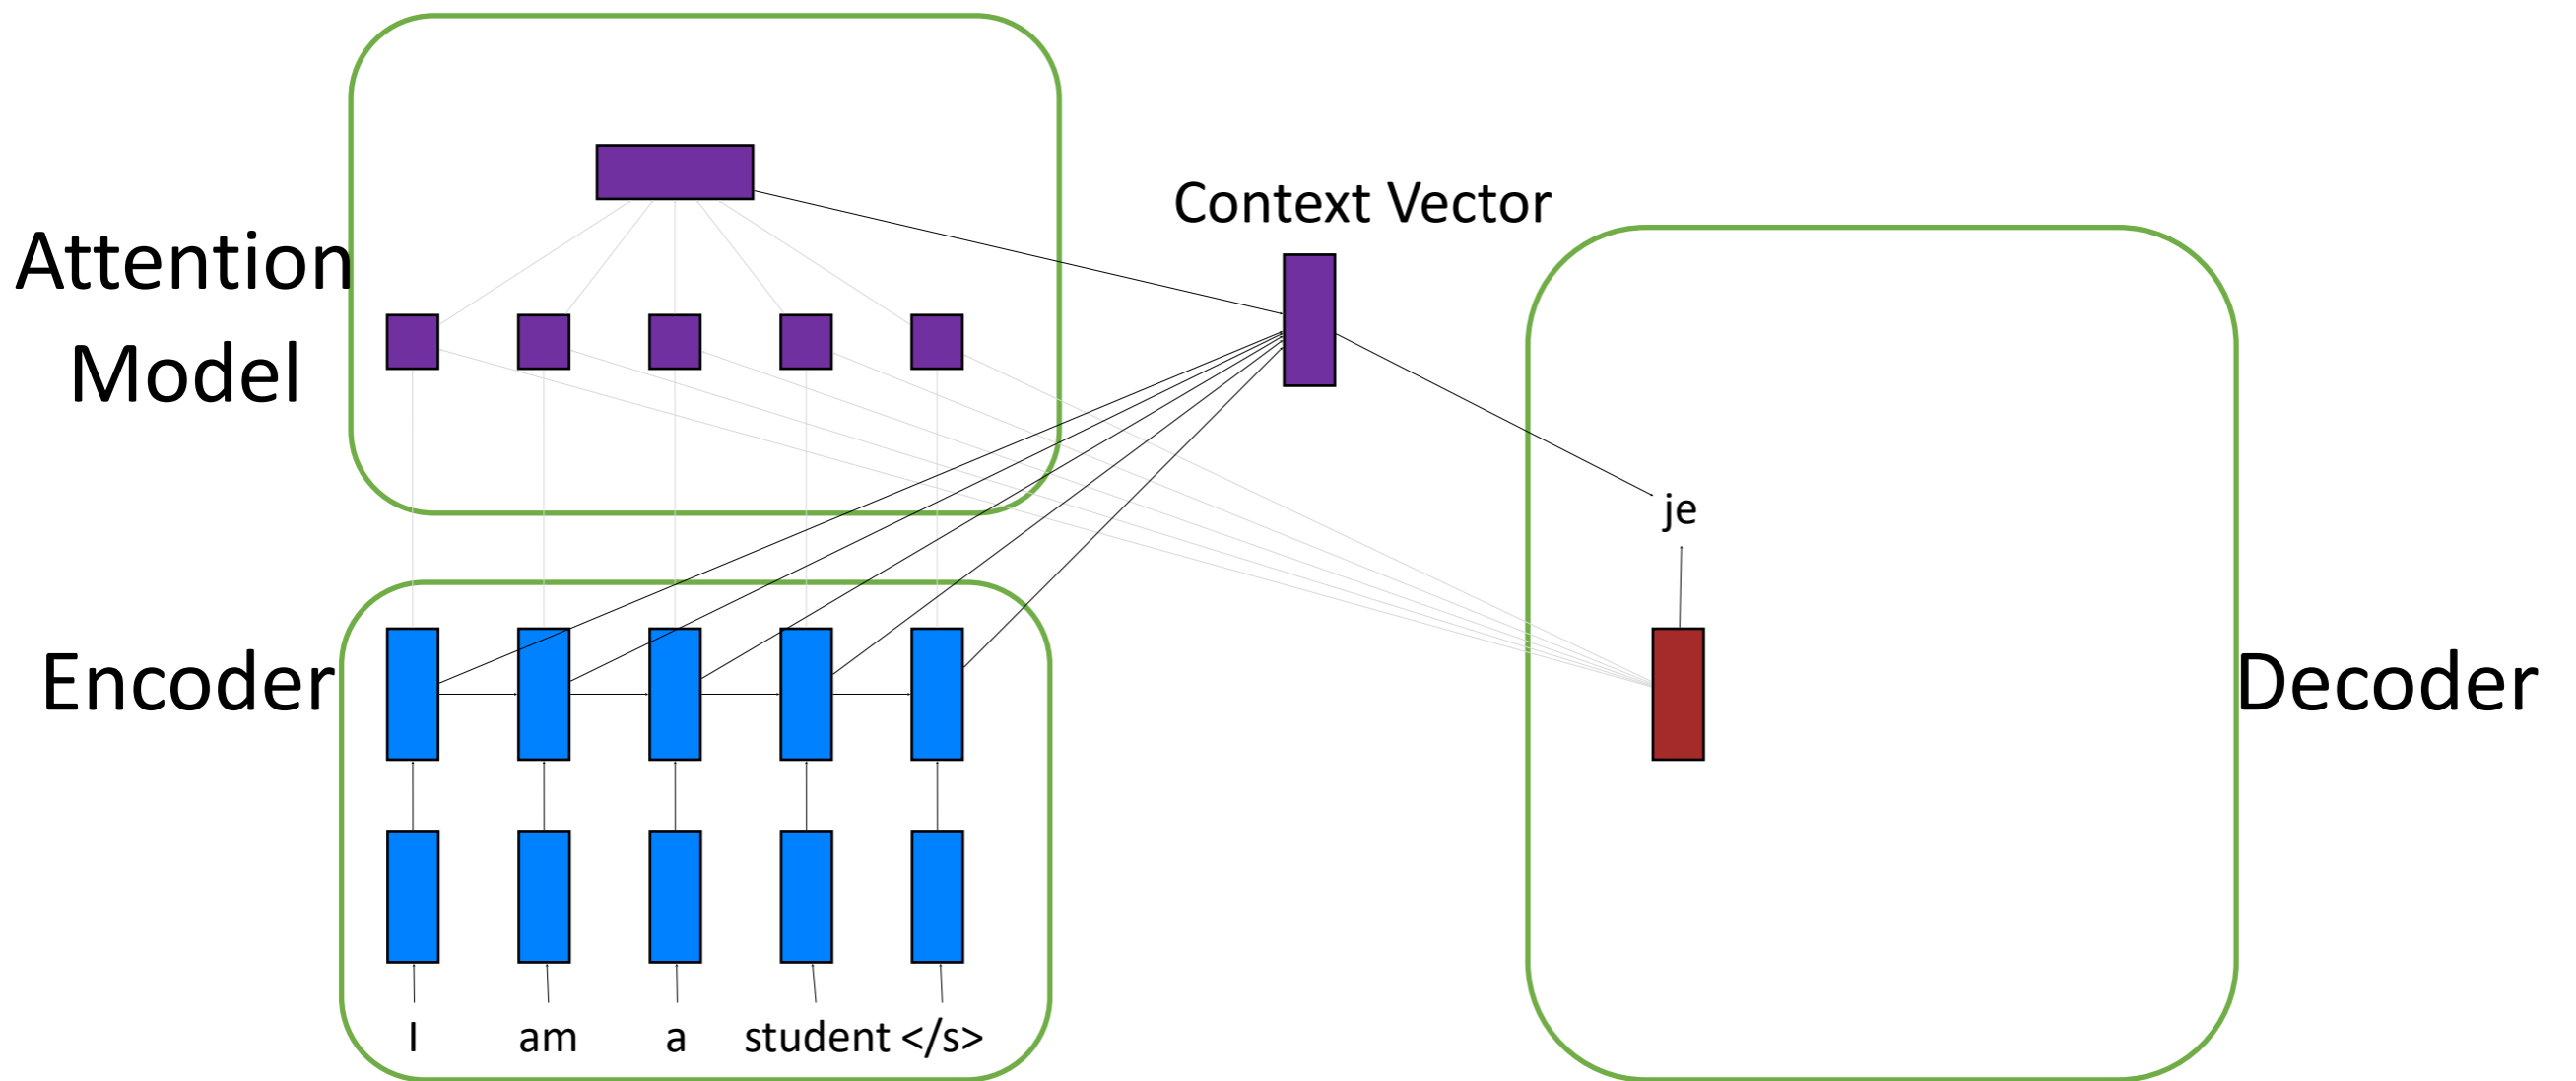 Attention
Model
Context Vector
je
Encoder
Decoder
I am a student </s>